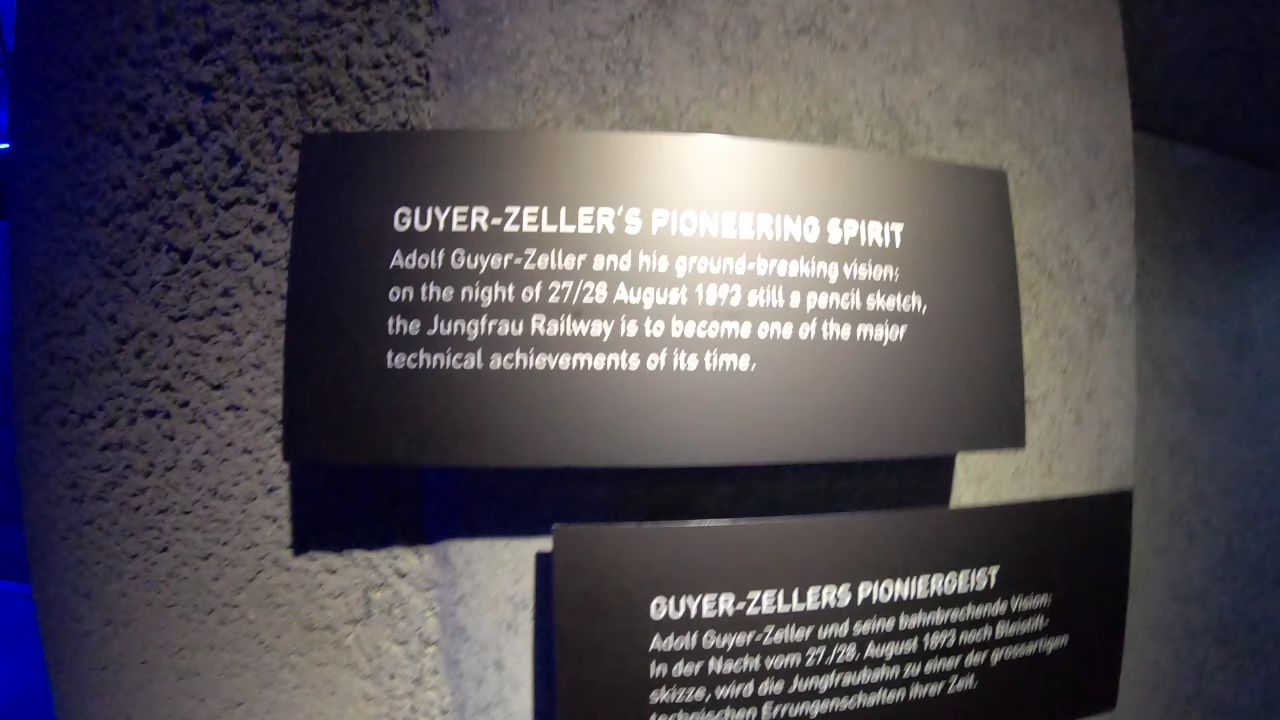 GUYER-ZELLER'S PIONEERING SPIRIT
Adolf Guyer-Zeller and his ground-breaking vision:
on the night of 27/28 August 1893 still a pencil sketch,
the Jungfrau Railway is to become one of the major
technical achievements of its time.
GUYER-ZELLERS PIONIERGEIST
Adolf Guyer-Zeller und seine bahnbrechende Vision:
In der Nacht vom 27./28. August 1893 noch Bleistift-
skizze, wird die Jungfraubahn zu einer der grossartigen
technischen Errungenschaften ihrer Zeit.